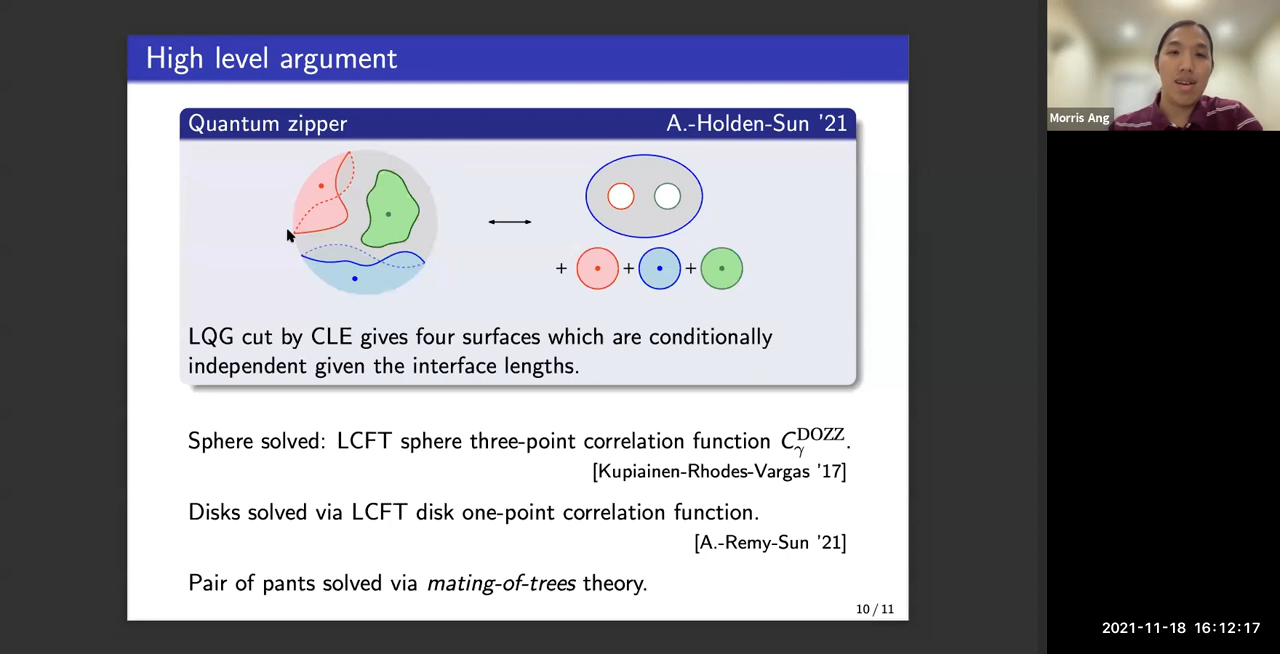 High level argument
Quantum zipper A.-Holden-Sun '21
+ + +
LQG cut by CLE gives four surfaces which are conditionally
independent given the interface lengths.
Sphere solved: LCFT sphere three-point correlation function C_γ^DOZZ.
[Kupiainen-Rhodes-Vargas '17]
Disks solved via LCFT disk one-point correlation function.
[A.-Remy-Sun '21]
Pair of pants solved via mating-of-trees theory.
10 / 11
Morris Ang
2021-11-18 16:12:17